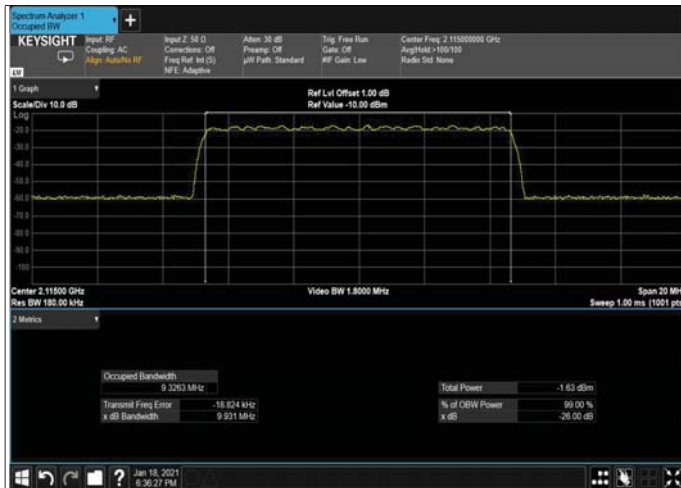 Spectrum Analyzer 1
Occupied BW
+
KEYSIGHT
LXI
Input: RF
Coupling: AC
Align: Auto/No RF
Input Z: 50 Ω
Corrections: Off
Freq Ref: Int (S)
NFE: Adaptive
Atten: 38 dB
Preamp: Off
µW Path: Standard
Trig: Free Run
Gate: Off
#IF Gain: Low
Center Freq: 2.115000000 GHz
Avg|Hold:>100/100
Radio Std: None
1 Graph
Scale/Div 10.0 dB
Ref Lvl Offset 1.00 dB
Ref Value -10.00 dBm
Log
-20.0
-30.0
-40.0
-50.0
-60.0
-70.0
-80.0
-90.0
-100
Center 2.11500 GHz
Res BW 180.00 kHz
Video BW 1.8000 MHz
Span 20 MH
Sweep 1.00 ms (1001 pts
2 Metrics
Occupied Bandwidth
9.3263 MHz
Transmit Freq Error -18.824 kHz
x dB Bandwidth 9.931 MHz
Total Power -1.63 dBm
% of OBW Power 99.00 %
x dB -26.00 dB
?
Jan 18, 2021
6:36:27 PM